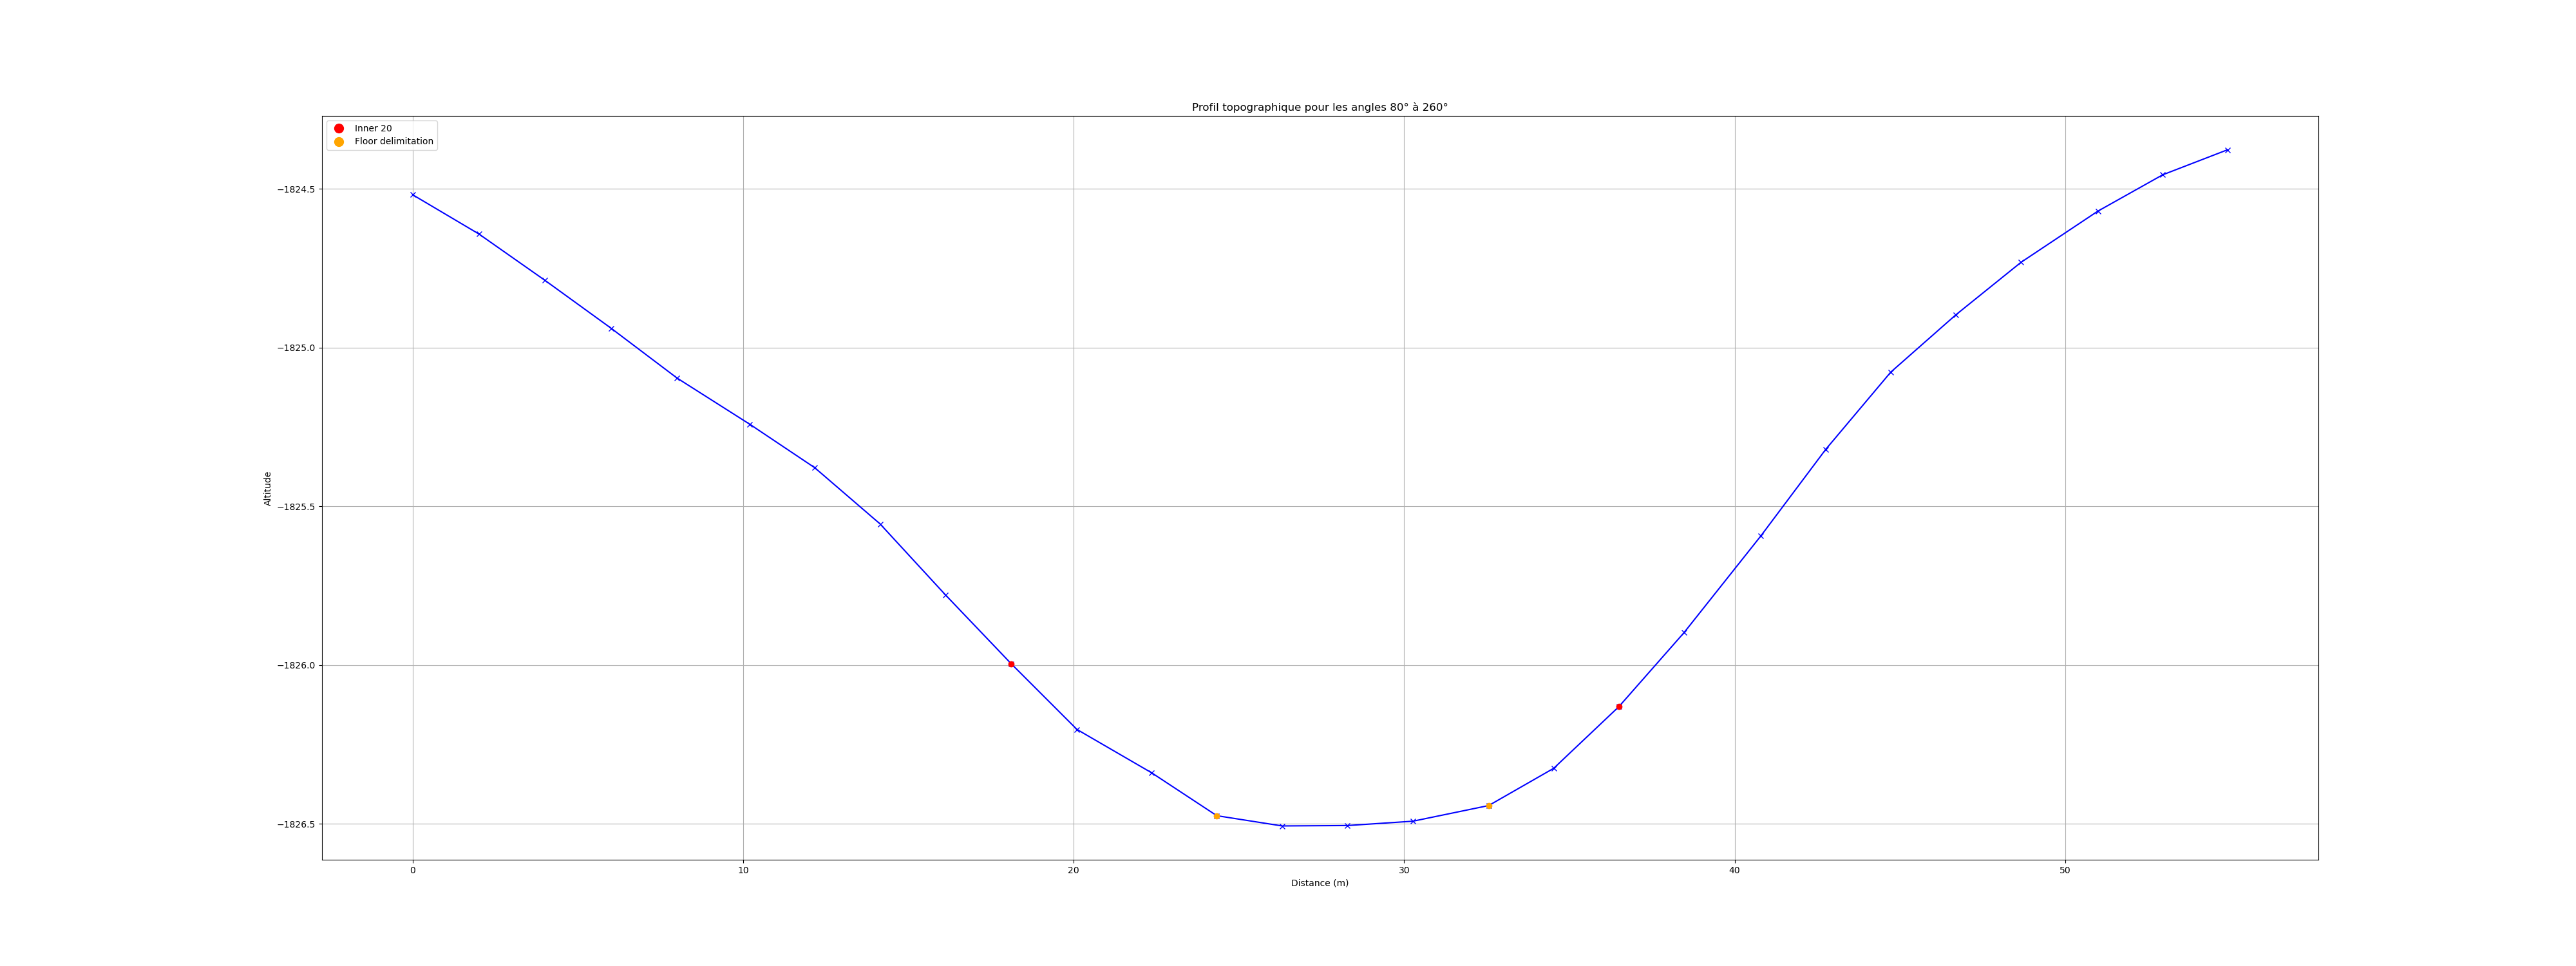 Profil topographique pour les angles 80° à 260°
Inner 20
Floor delimitation
−1824.5
−1825.0
−1825.5
−1826.0
−1826.5
Altitude
0 10 20 30 40 50
Distance (m)